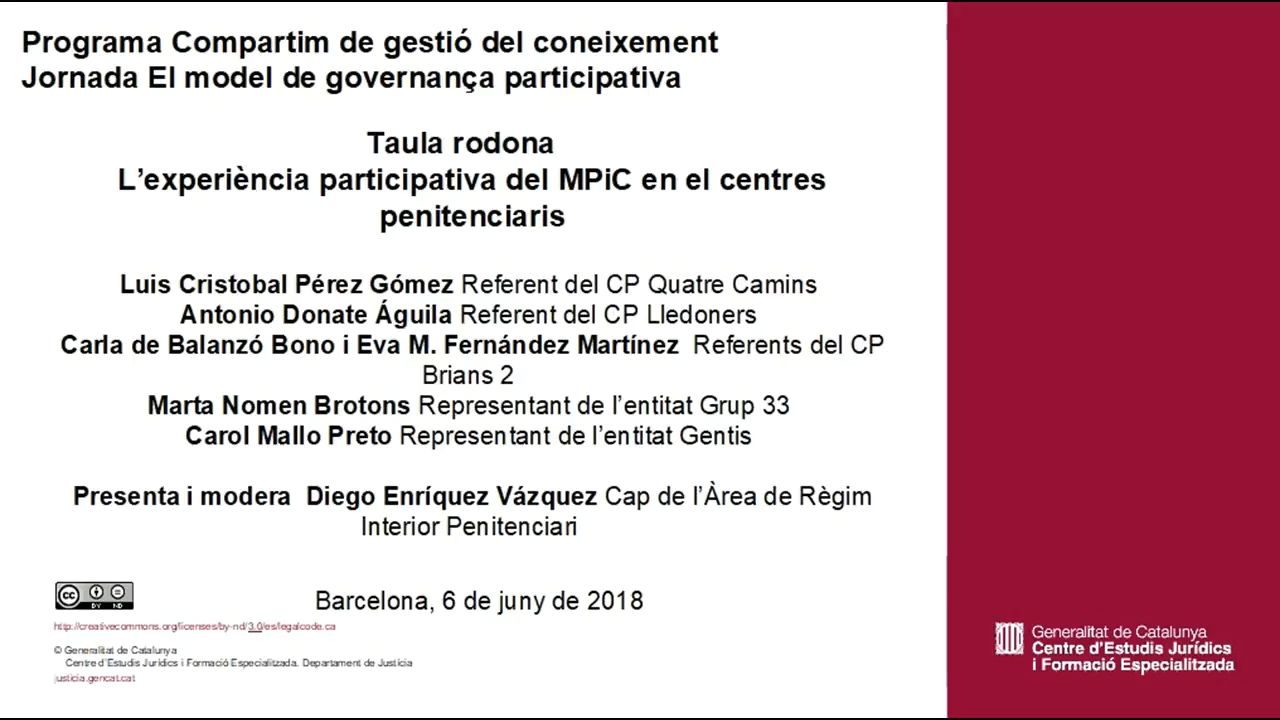 Programa Compartim de gestió del coneixement
Jornada El model de governança participativa
Taula rodona
L’experiència participativa del MPiC en el centres
penitenciaris
Luis Cristobal Pérez Gómez Referent del CP Quatre Camins
Antonio Donate Águila Referent del CP Lledoners
Carla de Balanzó Bono i Eva M. Fernández Martínez Referents del CP
Brians 2
Marta Nomen Brotons Representant de l’entitat Grup 33
Carol Mallo Preto Representant de l’entitat Gentis
Presenta i modera Diego Enríquez Vázquez Cap de l’Àrea de Règim
Interior Penitenciari
Barcelona, 6 de juny de 2018
cc BY ND
http://creativecommons.org/licenses/by-nd/3.0/es/legalcode.ca
© Generalitat de Catalunya
Centre d’Estudis Jurídics i Formació Especialitzada. Departament de Justícia
justicia.gencat.cat
Generalitat de Catalunya
Centre d’Estudis Jurídics
i Formació Especialitzada